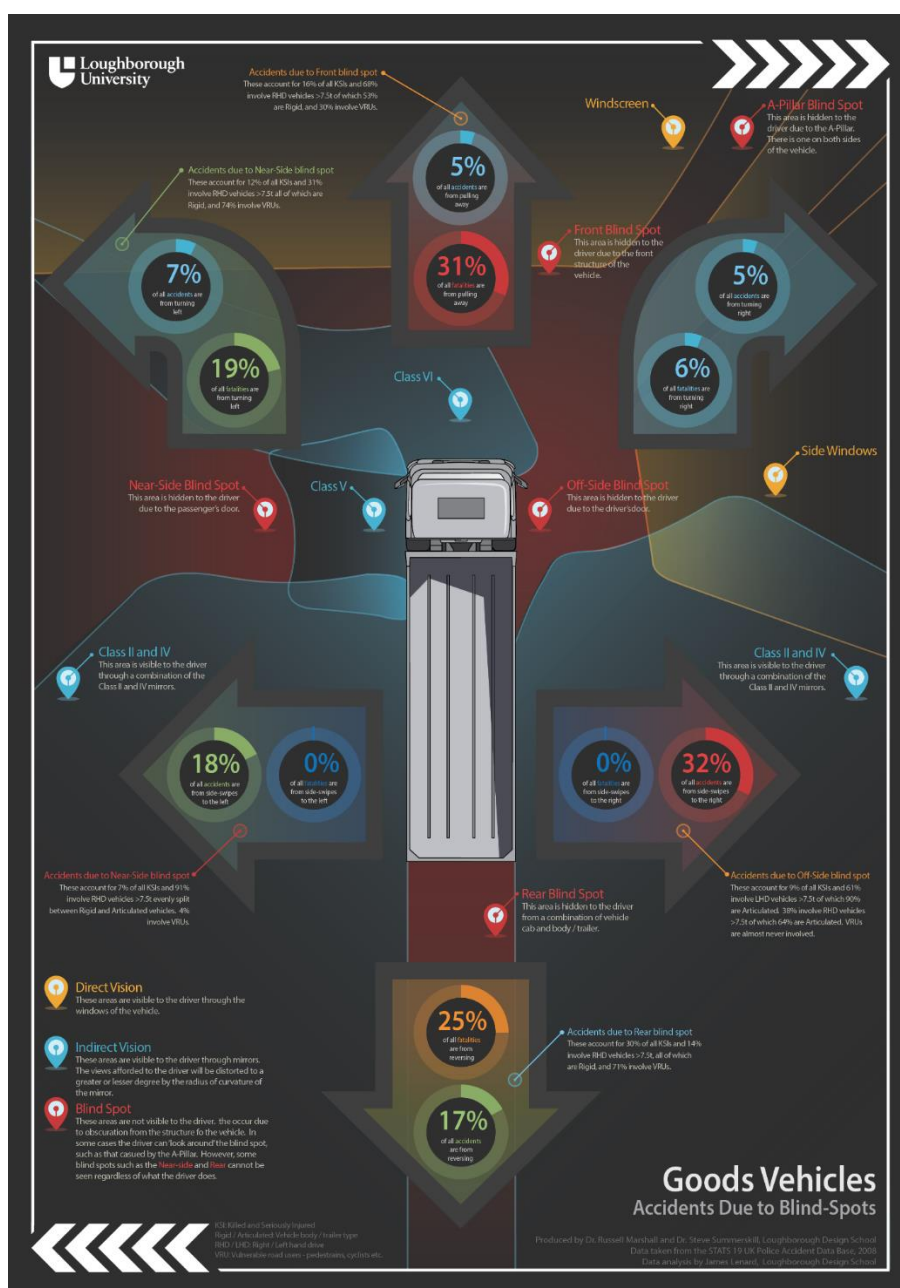 Loughborough
University
Accidents due to Front blind spot
These account for 16% of all KSIs and 68%
involve RHD vehicles >7.5t of which 53%
are Rigid, and 30% involve VRUs.
Windscreen
A-Pillar Blind Spot
This area is hidden to the
driver due to the A-Pillar.
There is one on both sides
of the vehicle.
Accidents due to Near-Side blind spot
These account for 12% of all KSIs and 31%
involve RHD vehicles >7.5t all of which are
Rigid, and 74% involve VRUs.
5%
of all accidents are
from pulling
away
Front Blind Spot
This area is hidden to the
driver due to the front
structure of the
vehicle.
7%
of all accidents are
from turning
left
31%
of all fatalities are
from pulling
away
5%
of all accidents are
from turning
right
19%
of all fatalities are
from turning
left
6%
of all fatalities are
from turning
right
Class VI
Side Windows
Near-Side Blind Spot
This area is hidden to the driver
due to the passenger's door.
Class V
Off-Side Blind Spot
This area is hidden to the driver
due to the driver's door.
Class II and IV
This area is visible to the driver
through a combination of the
Class II and IV mirrors.
Class II and IV
This area is visible to the driver
through a combination of the
Class II and IV mirrors.
18%
of all accidents are
from side-swipes
to the left
0%
of all fatalities are
from side-swipes
to the left
0%
of all fatalities are
from side-swipes
to the right
32%
of all accidents are
from side-swipes
to the right
Accidents due to Near-Side blind spot
These account for 7% of all KSIs and 91%
involve RHD vehicles >7.5t evenly split
between Rigid and Articulated vehicles. 4%
involve VRUs.
Rear Blind Spot
This area is hidden to the driver
from a combination of vehicle
cab and body / trailer.
Accidents due to Off-Side blind spot
These account for 9% of all KSIs and 61%
involve LHD vehicles >7.5t of which 90%
are Articulated. 38% involve RHD vehicles
>7.5t of which 64% are Articulated. VRUs
are almost never involved.
Direct Vision
These areas are visible to the driver through the
windows of the vehicle.
Indirect Vision
These areas are visible to the driver through mirrors.
The views afforded to the driver will be distorted to a
greater or lesser degree by the radius of curvature of
the mirror.
Blind Spot
These areas are not visible to the driver. the occur due
to obscuration from the structure fo the vehicle. In
some cases the driver can 'look around' the blind spot,
such as that casued by the A-Pillar. However, some
blind spots such as the Near-side and Rear cannot be
seen regardless of what the driver does.
25%
of all fatalities
are from
reversing
17%
of all accidents
are from
reversing
Accidents due to Rear blind spot
These account for 30% of all KSIs and 14%
involve RHD vehicles >7.5t, all of which
are Rigid, and 71% involve VRUs.
Goods Vehicles
Accidents Due to Blind-Spots
KSI: Killed and Seriously Injured
Rigid / Articulated: Vehicle body / trailer type
RHD / LHD: Right / Left hand drive
VRU: Vulnerable road users - pedestrians, cyclists etc.
Produced by Dr. Russell Marshall and Dr. Steve Summerskill, Loughborough Design School
Data taken from the STATS 19 UK Police Accident Data Base, 2008
Data analysis by James Lenard, Loughborough Design School